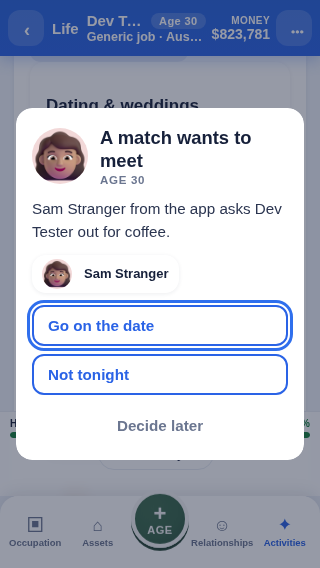 ‹ Life Dev T… Age 30 MONEY …
Generic job · Aus… $823,781
Dating & weddings
A match wants to meet
AGE 30
Sam Stranger from the app asks Dev
Tester out for coffee.
Sam Stranger
Go on the date
Not tonight
H %
Decide later
+
AGE
Occupation Assets Relationships Activities